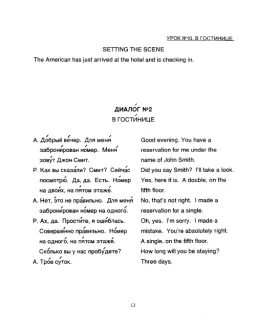 УРОК №10, В ГОСТИНИЦЕ
SETTING THE SCENE
The American has just arrived at the hotel and is checking in.
ДИАЛО́Г №2
В ГОСТИ́НИЦЕ
А. До́брый ве́чер. Для меня́ Good evening. You have a
заброни́рован но́мер. Меня́ reservation for me under the
зову́т Джон Смит. name of John Smith.
Р. Как вы сказа́ли? Смит? Сейча́с Did you say Smith? I'll take a look.
посмотрю́. Да, да. Есть. Но́мер Yes, here it is. A double, on the
на двои́х, на пя́том этаже́. fifth floor.
А. Нет, э́то не пра́вильно. Для меня́ No, that's not right. I made a
заброни́рован но́мер на одного́. reservation for a single.
Р. Ах, да. Прости́те, я оши́блась. Oh, yes. I'm sorry. I made a
Соверше́нно пра́вильно. Но́мер mistake. You're absolutely right.
на одного́, на пя́том этаже́. A single, on the fifth floor.
Ско́лько вы у нас пробу́дете? How long will you be staying?
А. Тро́е су́ток. Three days.
13